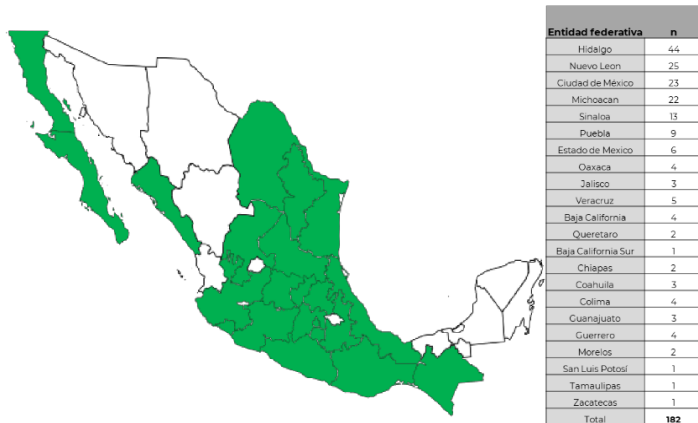 Entidad federativa n
Hidalgo 44
Nuevo Leon 25
Ciudad de México 23
Michoacan 22
Sinaloa 13
Puebla 9
Estado de Mexico 6
Oaxaca 4
Jalisco 3
Veracruz 5
Baja California 4
Queretaro 2
Baja California Sur 1
Chiapas 2
Coahuila 3
Colima 4
Guanajuato 3
Guerrero 4
Morelos 2
San Luis Potosí 1
Tamaulipas 1
Zacatecas 1
Total 182